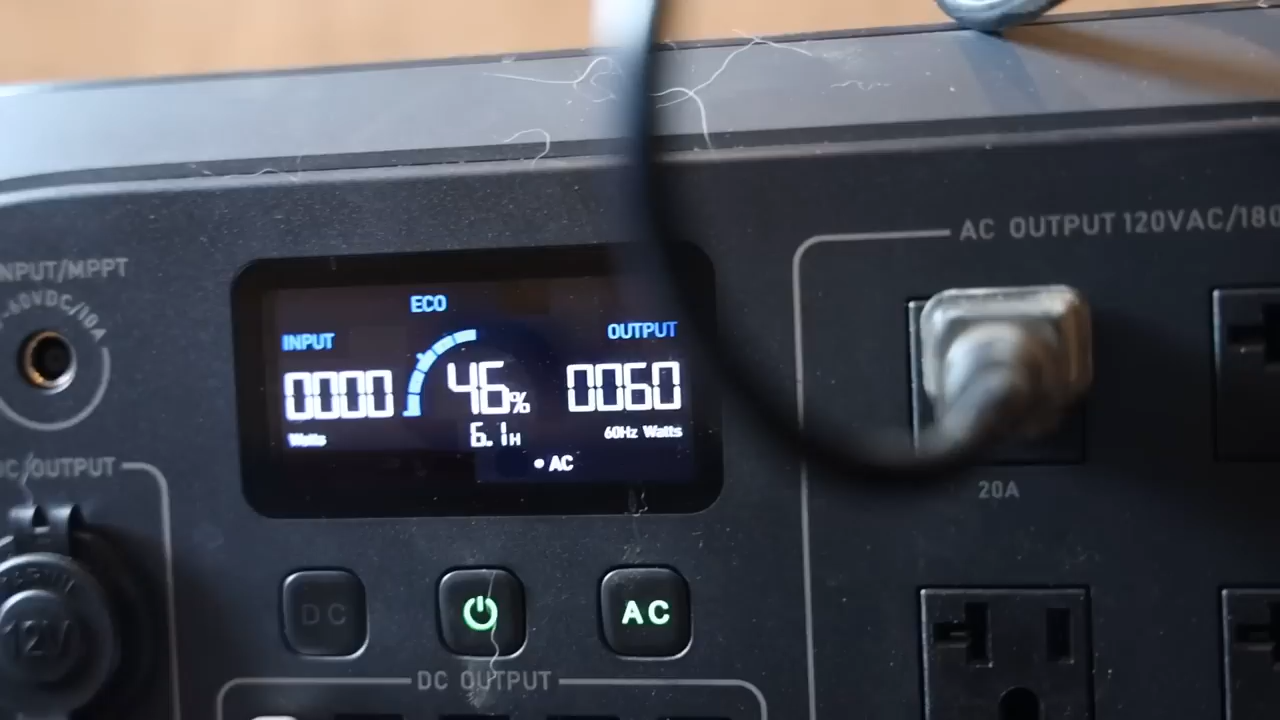 AC OUTPUT 120VAC/180
NPUT/MPPT
-60VDC/10A
ECO
INPUT
OUTPUT
0000
46%
0060
Watts
6.1H
60Hz Watts
• AC
DC OUTPUT
20A
12V
DC
AC
DC OUTPUT